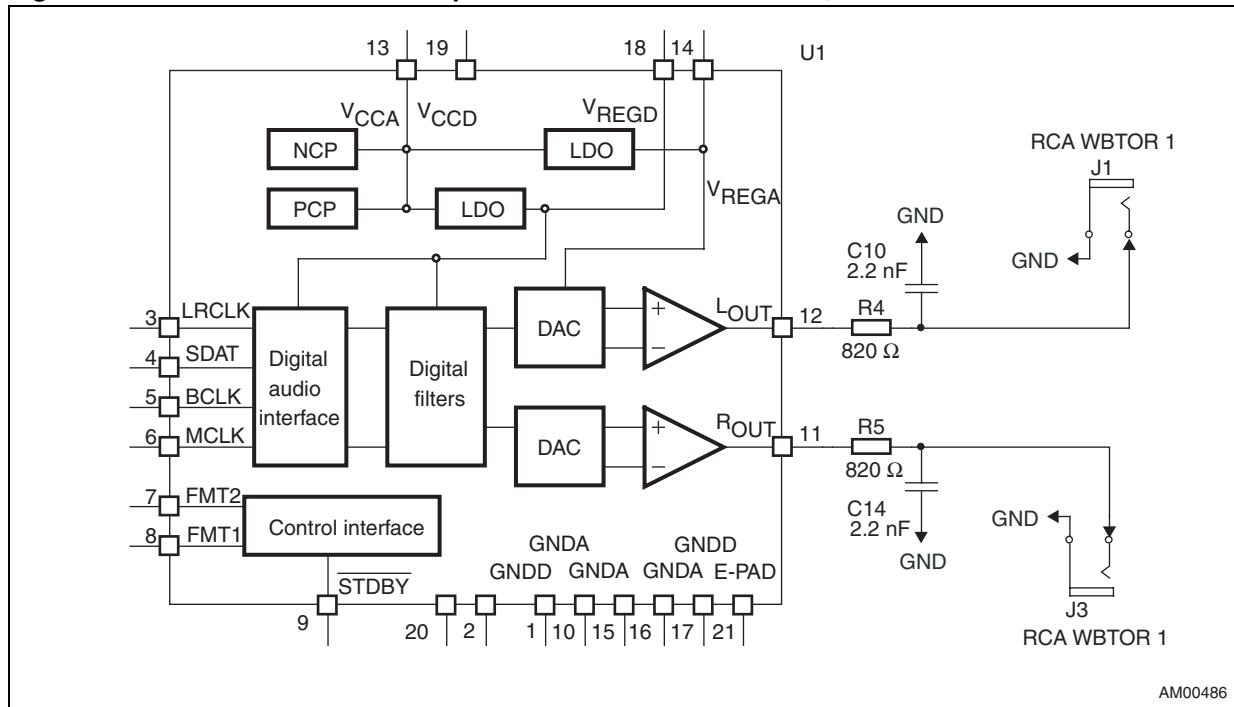 13
19
18
14
U1
VCCA
VCCD
VREGD
NCP
LDO
PCP
LDO
VREGA
RCA WBTOR 1
J1
GND
GND
C10
2.2 nF
3
LRCLK
4
SDAT
5
BCLK
6
MCLK
Digital
audio
interface
Digital
filters
DAC
+
−
LOUT
12
R4
820 Ω
DAC
+
−
ROUT
11
R5
820 Ω
C14
2.2 nF
GND
GND
J3
RCA WBTOR 1
7
FMT2
8
FMT1
Control interface
STDBY
GNDA
GNDD
GNDD
GNDA
GNDA
E-PAD
9
20
2
1
10
15
16
17
21
AM00486